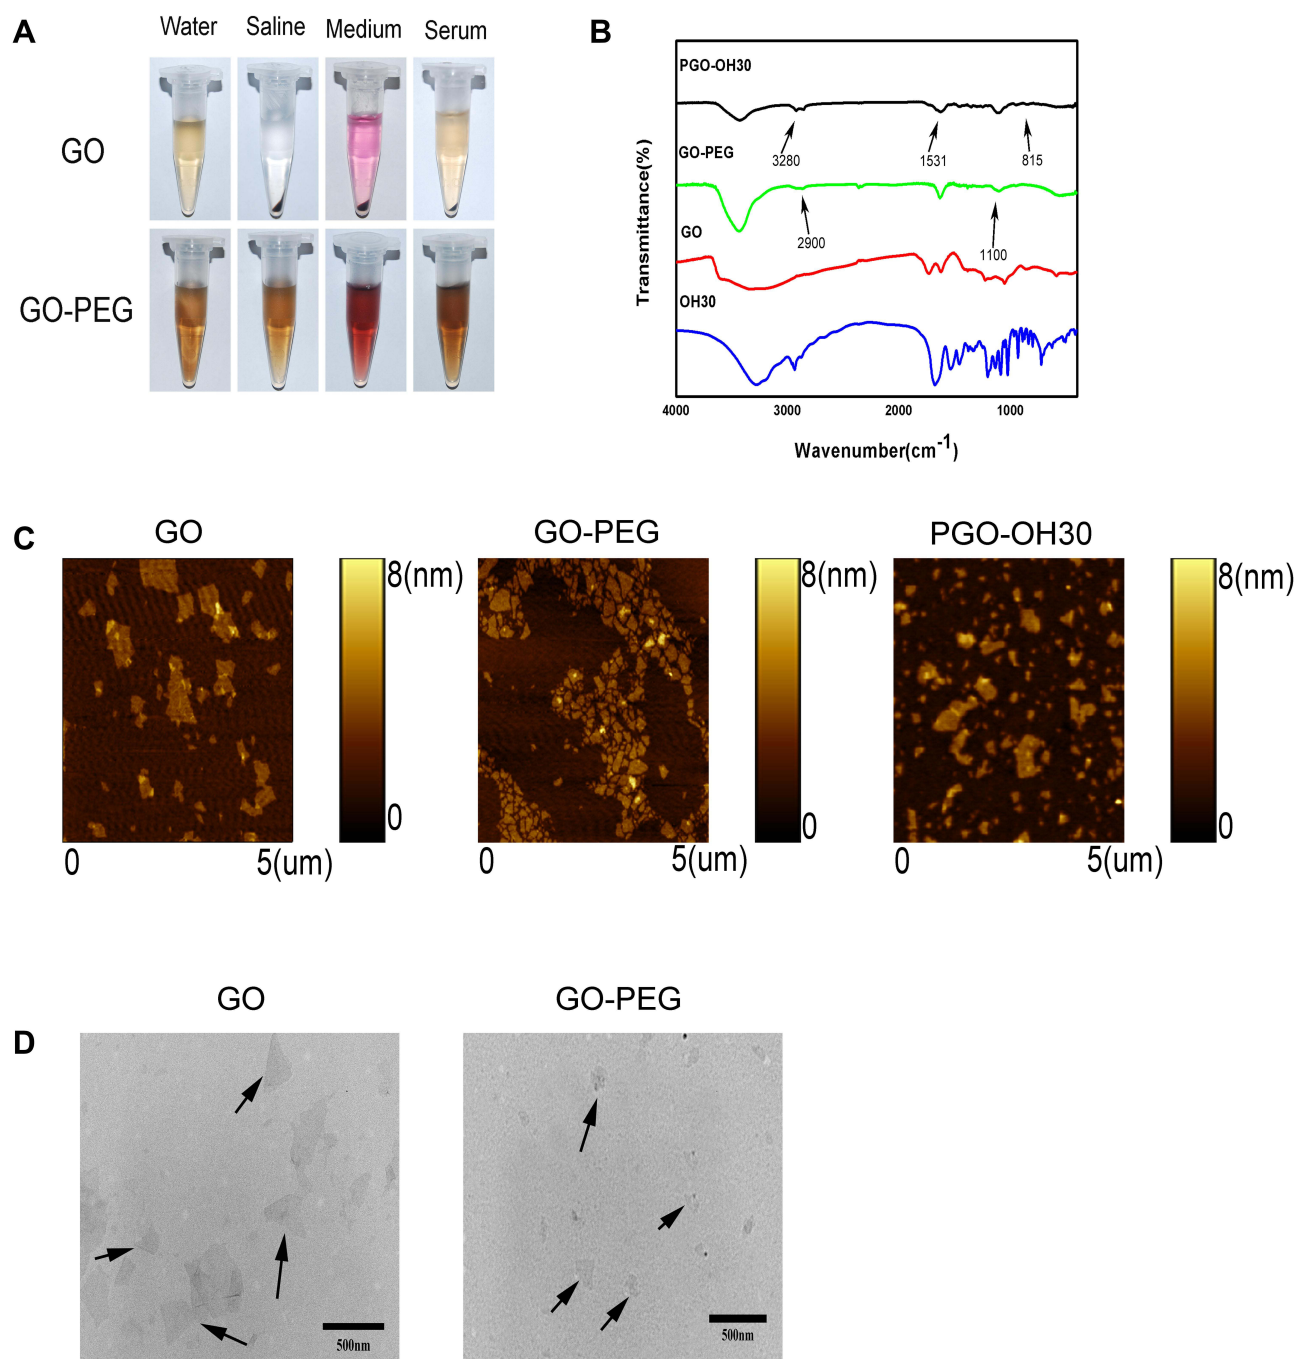 A
Water Saline Medium Serum
GO
GO-PEG
B
PGO-OH30
3280 1531 815
GO-PEG
2900 1100
GO
OH30
Transmittance(%)
4000 3000 2000 1000
Wavenumber(cm-1)
C
GO GO-PEG PGO-OH30
8(nm) 8(nm) 8(nm)
0 0 0
0 5(um) 0 5(um) 0 5(um)
D
GO GO-PEG
500nm 500nm